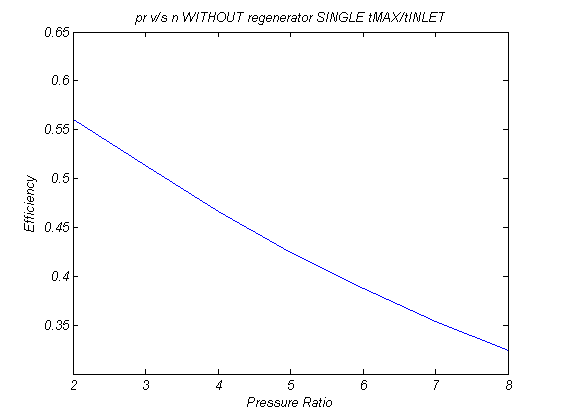 pr v/s n WITHOUT regenerator SINGLE tMAX/tINLET
0.65
0.6
0.55
0.5
0.45
0.4
0.35
Efficiency
2 3 4 5 6 7 8
Pressure Ratio